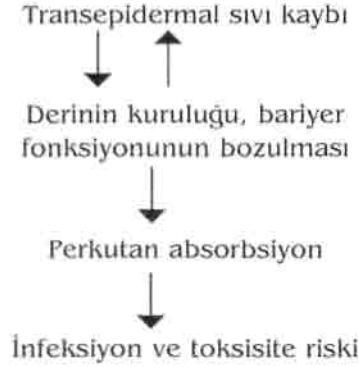 Transepidermal sıvı kaybı
Derinin kuruluğu, bariyer
fonksiyonunun bozulması
Perkutan absorbsiyon
İnfeksiyon ve toksisite riski